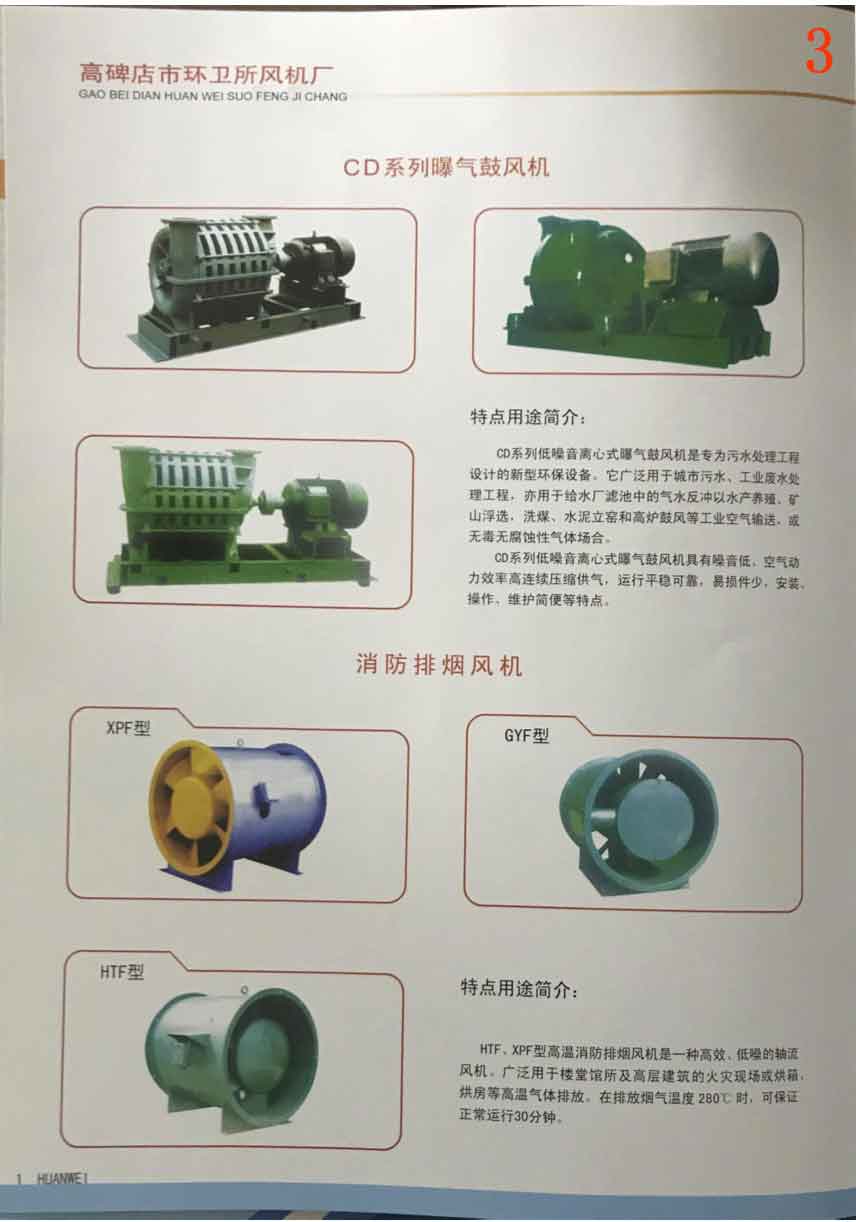 3
高碑店市环卫所风机厂
GAO BEI DIAN HUAN WEI SUO FENG JI CHANG
CD系列曝气鼓风机
特点用途简介：
CD系列低噪音离心式曝气鼓风机是专为污水处理工程
设计的新型环保设备。它广泛用于城市污水、工业废水处
理工程，亦用于给水厂滤池中的气水反冲以水产养殖、矿
山浮选，洗煤、水泥立窑和高炉鼓风等工业空气输送，或
无毒无腐蚀性气体场合。
CD系列低噪音离心式曝气鼓风机具有噪音低、空气动
力效率高连续压缩供气，运行平稳可靠，易损件少，安装、
操作、维护简便等特点。
消防排烟风机
XPF型
GYF型
HTF型
特点用途简介：
HTF、XPF型高温消防排烟风机是一种高效、低噪的轴流
风机。广泛用于楼堂馆所及高层建筑的火灾现场或烘箱，
烘房等高温气体排放。在排放烟气温度280℃时，可保证
正常运行30分钟。
1 HUANWEI